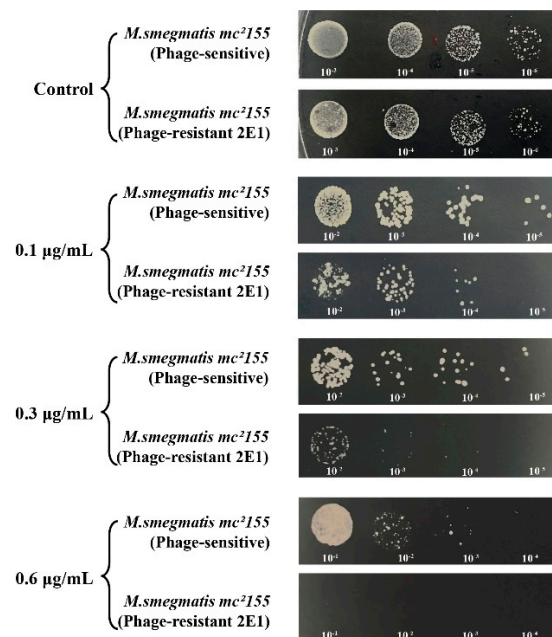 Control
M.smegmatis mc²155
(Phage-sensitive)
10⁻³ 10⁻⁴ 10⁻⁵ 10⁻⁶
M.smegmatis mc²155
(Phage-resistant 2E1)
10⁻³ 10⁻⁴ 10⁻⁵ 10⁻⁶
0.1 μg/mL
M.smegmatis mc²155
(Phage-sensitive)
10⁻² 10⁻³ 10⁻⁴ 10⁻⁵
M.smegmatis mc²155
(Phage-resistant 2E1)
10⁻² 10⁻³ 10⁻⁴ 10⁻⁵
0.3 μg/mL
M.smegmatis mc²155
(Phage-sensitive)
10⁻² 10⁻³ 10⁻⁴ 10⁻⁵
M.smegmatis mc²155
(Phage-resistant 2E1)
10⁻² 10⁻³ 10⁻⁴ 10⁻⁵
0.6 μg/mL
M.smegmatis mc²155
(Phage-sensitive)
10⁻¹ 10⁻² 10⁻³ 10⁻⁴
M.smegmatis mc²155
(Phage-resistant 2E1)
10⁻¹ 10⁻² 10⁻³ 10⁻⁴